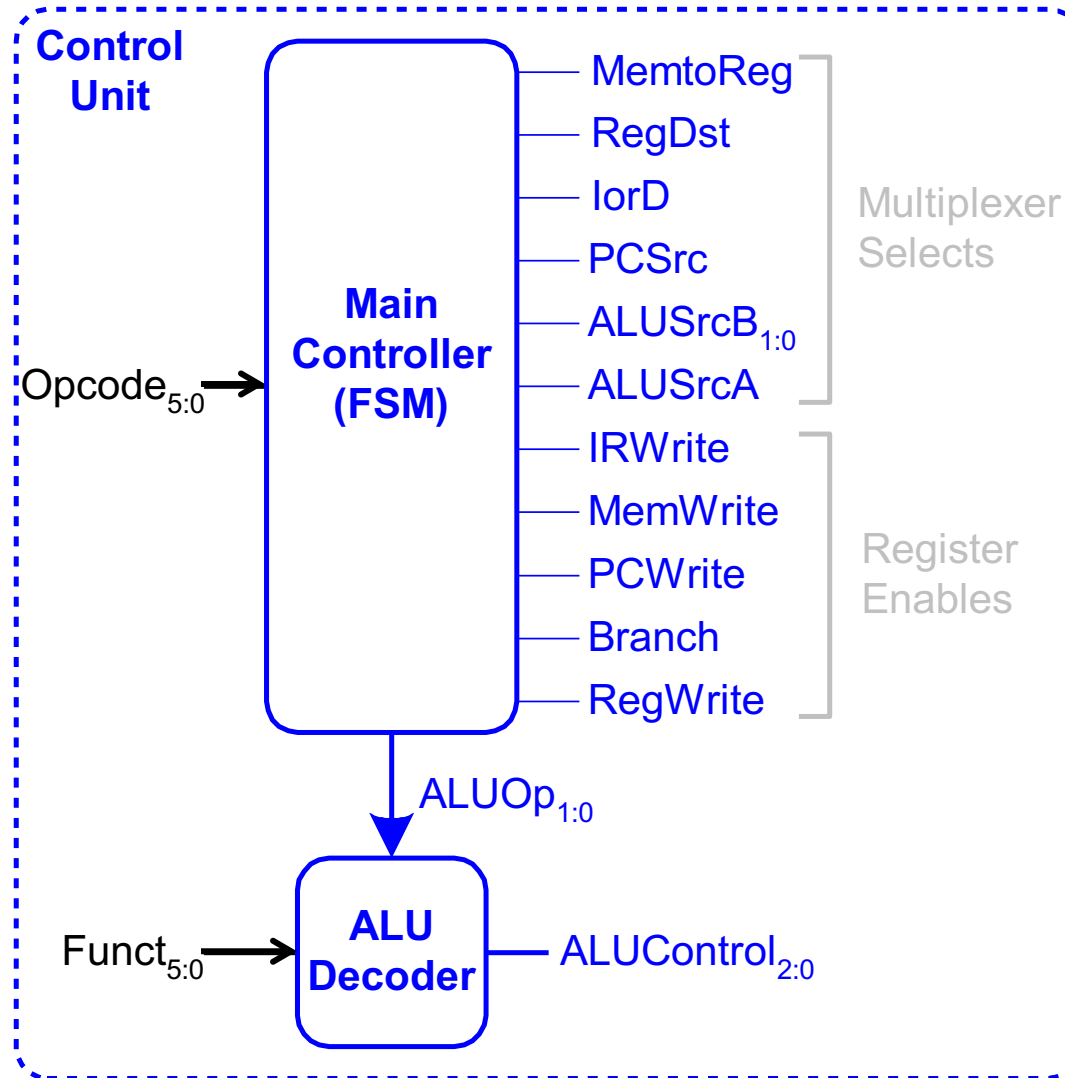 Control
Unit
MemtoReg
RegDst
IorD
PCSrc
ALUSrcB1:0
ALUSrcA
Multiplexer
Selects
Main
Controller
(FSM)
Opcode5:0
IRWrite
MemWrite
PCWrite
Branch
RegWrite
Register
Enables
ALUOp1:0
ALU
Decoder
Funct5:0
ALUControl2:0